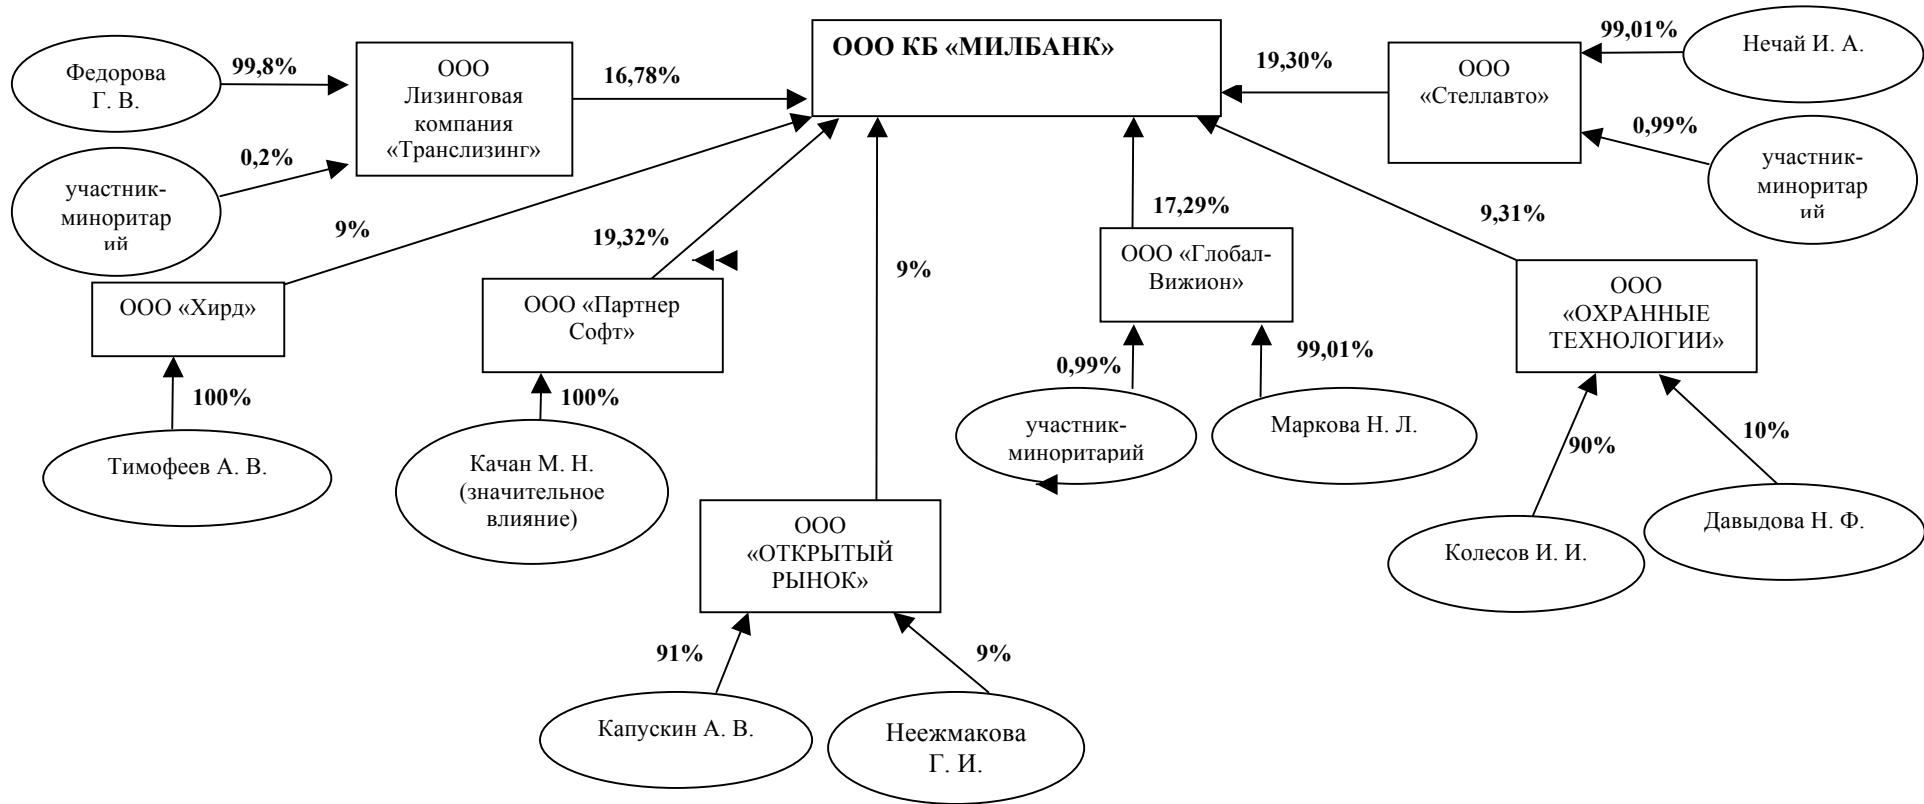 ООО КБ «МИЛБАНК»
Федорова
Г. В.
99,8%
ООО
Лизинговая
компания
«Транслизинг»
16,78%
19,30%
ООО
«Стеллавто»
99,01%
Нечай И. А.
участник-
миноритар
ий
0,2%
0,99%
участник-
миноритар
ий
9%
19,32%
9%
17,29%
9,31%
ООО «Хирд»
ООО «Партнер
Софт»
ООО «Глобал-
Вижион»
ООО
«ОХРАННЫЕ
ТЕХНОЛОГИИ»
100%
100%
0,99%
99,01%
90%
10%
Тимофеев А. В.
Качан М. Н.
(значительное
влияние)
участник-
миноритарий
Маркова Н. Л.
Колесов И. И.
Давыдова Н. Ф.
ООО
«ОТКРЫТЫЙ
РЫНОК»
91%
9%
Капускин А. В.
Неежмакова
Г. И.